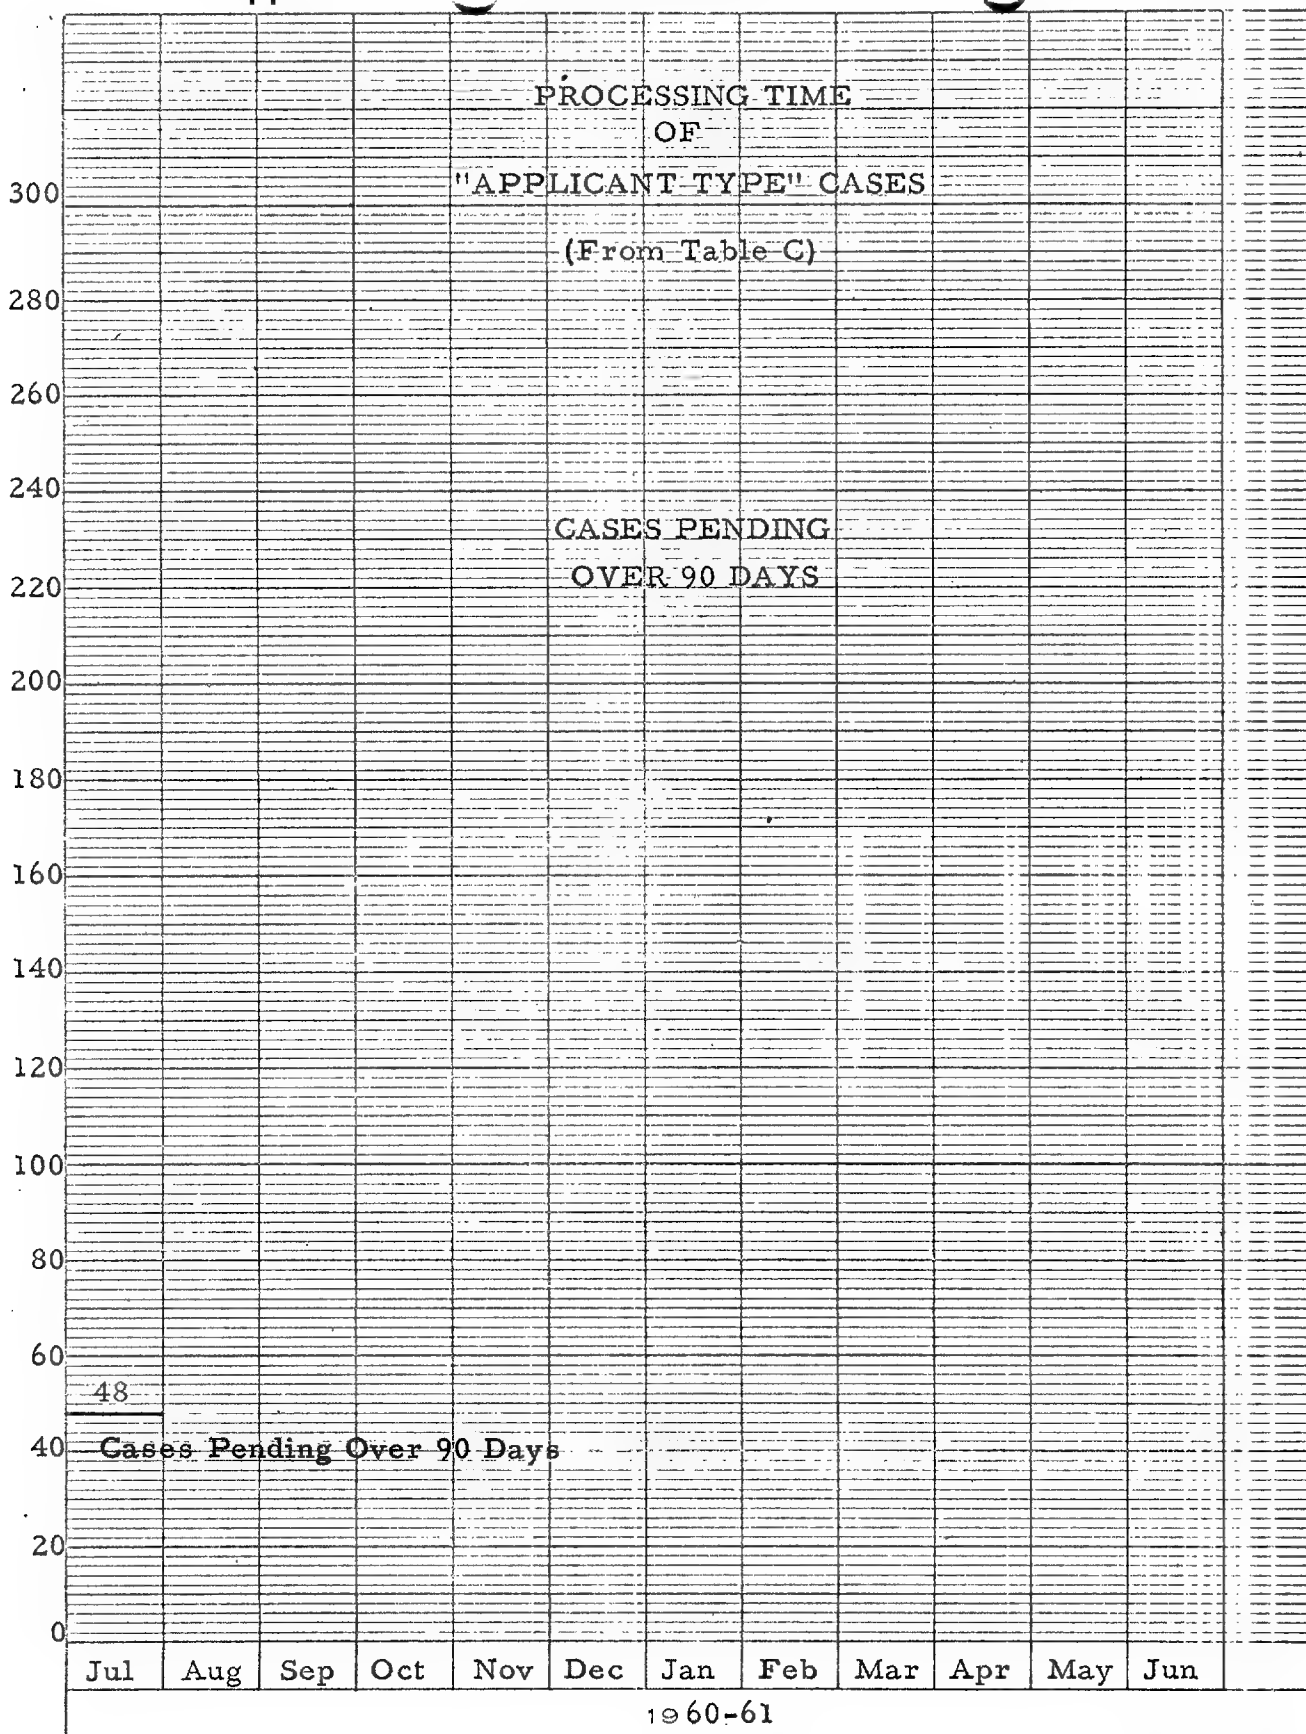 PROCESSING TIME
OF
"APPLICANT TYPE" CASES
(From Table C)
CASES PENDING
OVER 90 DAYS
300
280
260
240
220
200
180
160
140
120
100
80
60
48
40 Cases Pending Over 90 Days
20
0
Jul Aug Sep Oct Nov Dec Jan Feb Mar Apr May Jun
1960-61